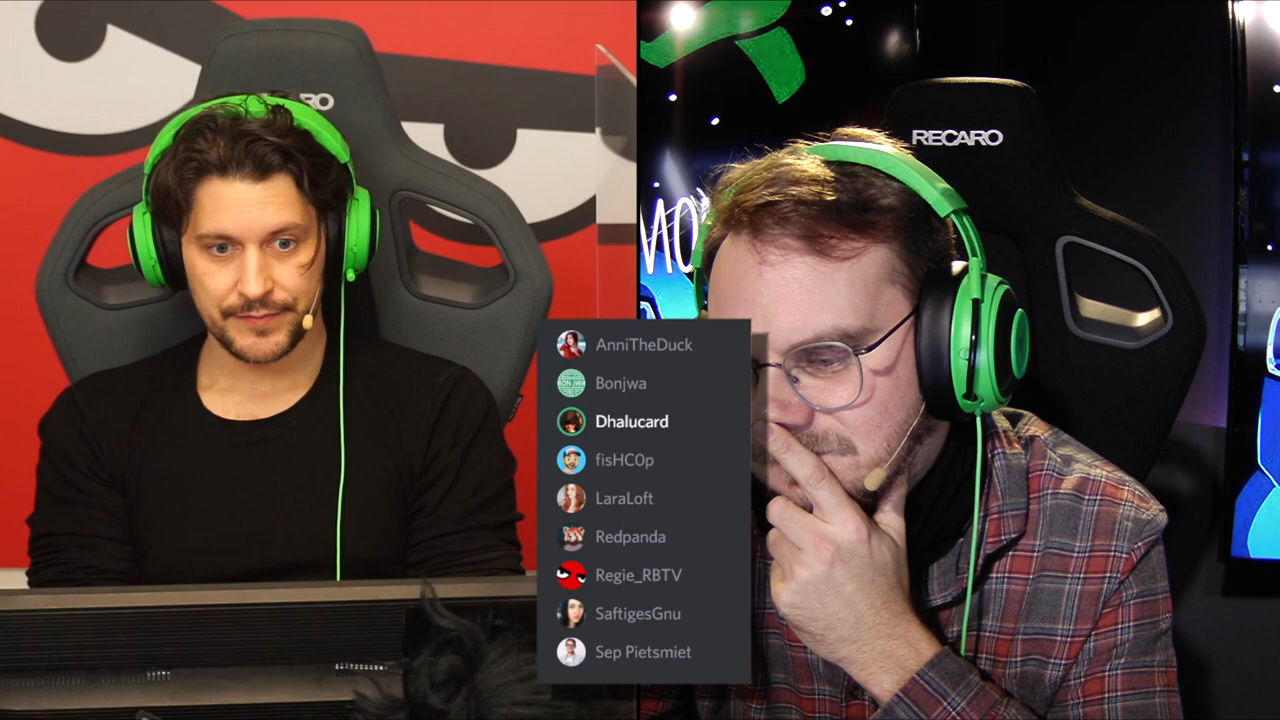 RECARO
AnniTheDuck
Bonjwa
Dhalucard
fisHC0p
LaraLoft
Redpanda
Regie_RBTV
SaftigesGnu
Sep Pietsmiet